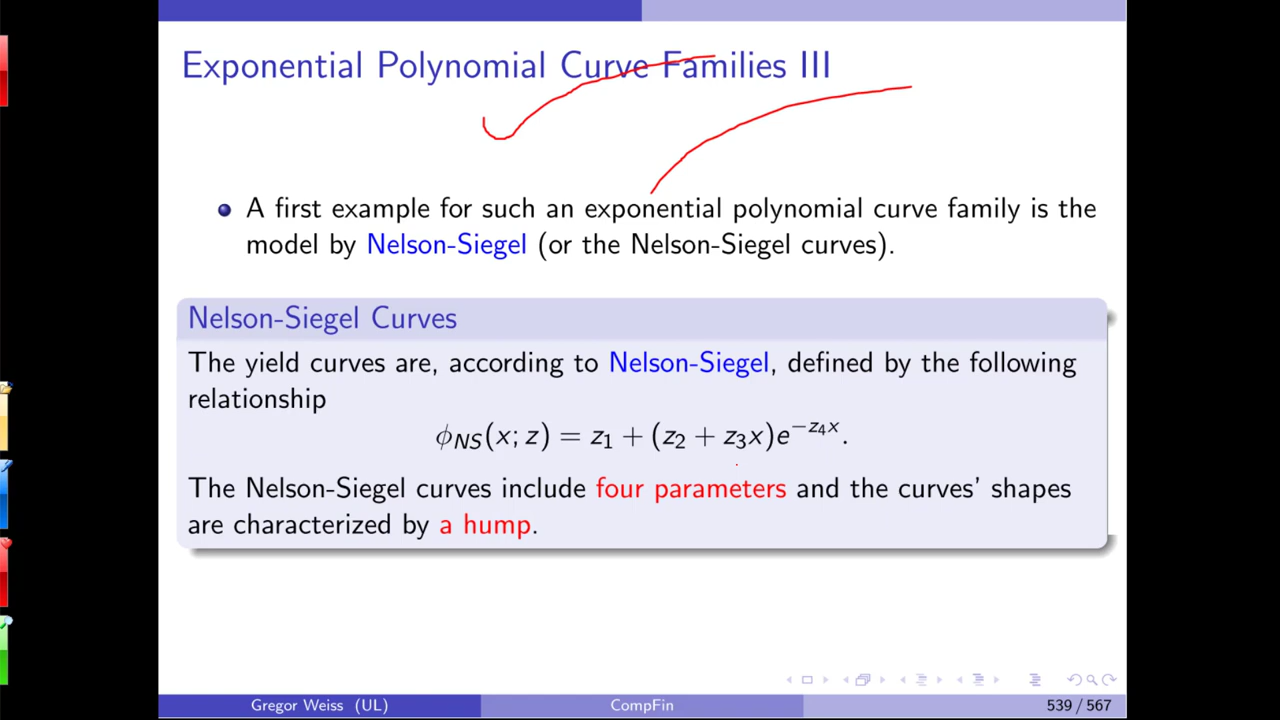 Exponential Polynomial Curve Families III
A first example for such an exponential polynomial curve family is the
model by Nelson-Siegel (or the Nelson-Siegel curves).
Nelson-Siegel Curves
The yield curves are, according to Nelson-Siegel, defined by the following
relationship
ϕ_NS(x; z) = z₁ + (z₂ + z₃x)e^{−z₄x}.
The Nelson-Siegel curves include four parameters and the curves' shapes
are characterized by a hump.
Gregor Weiss (UL) CompFin 539 / 567